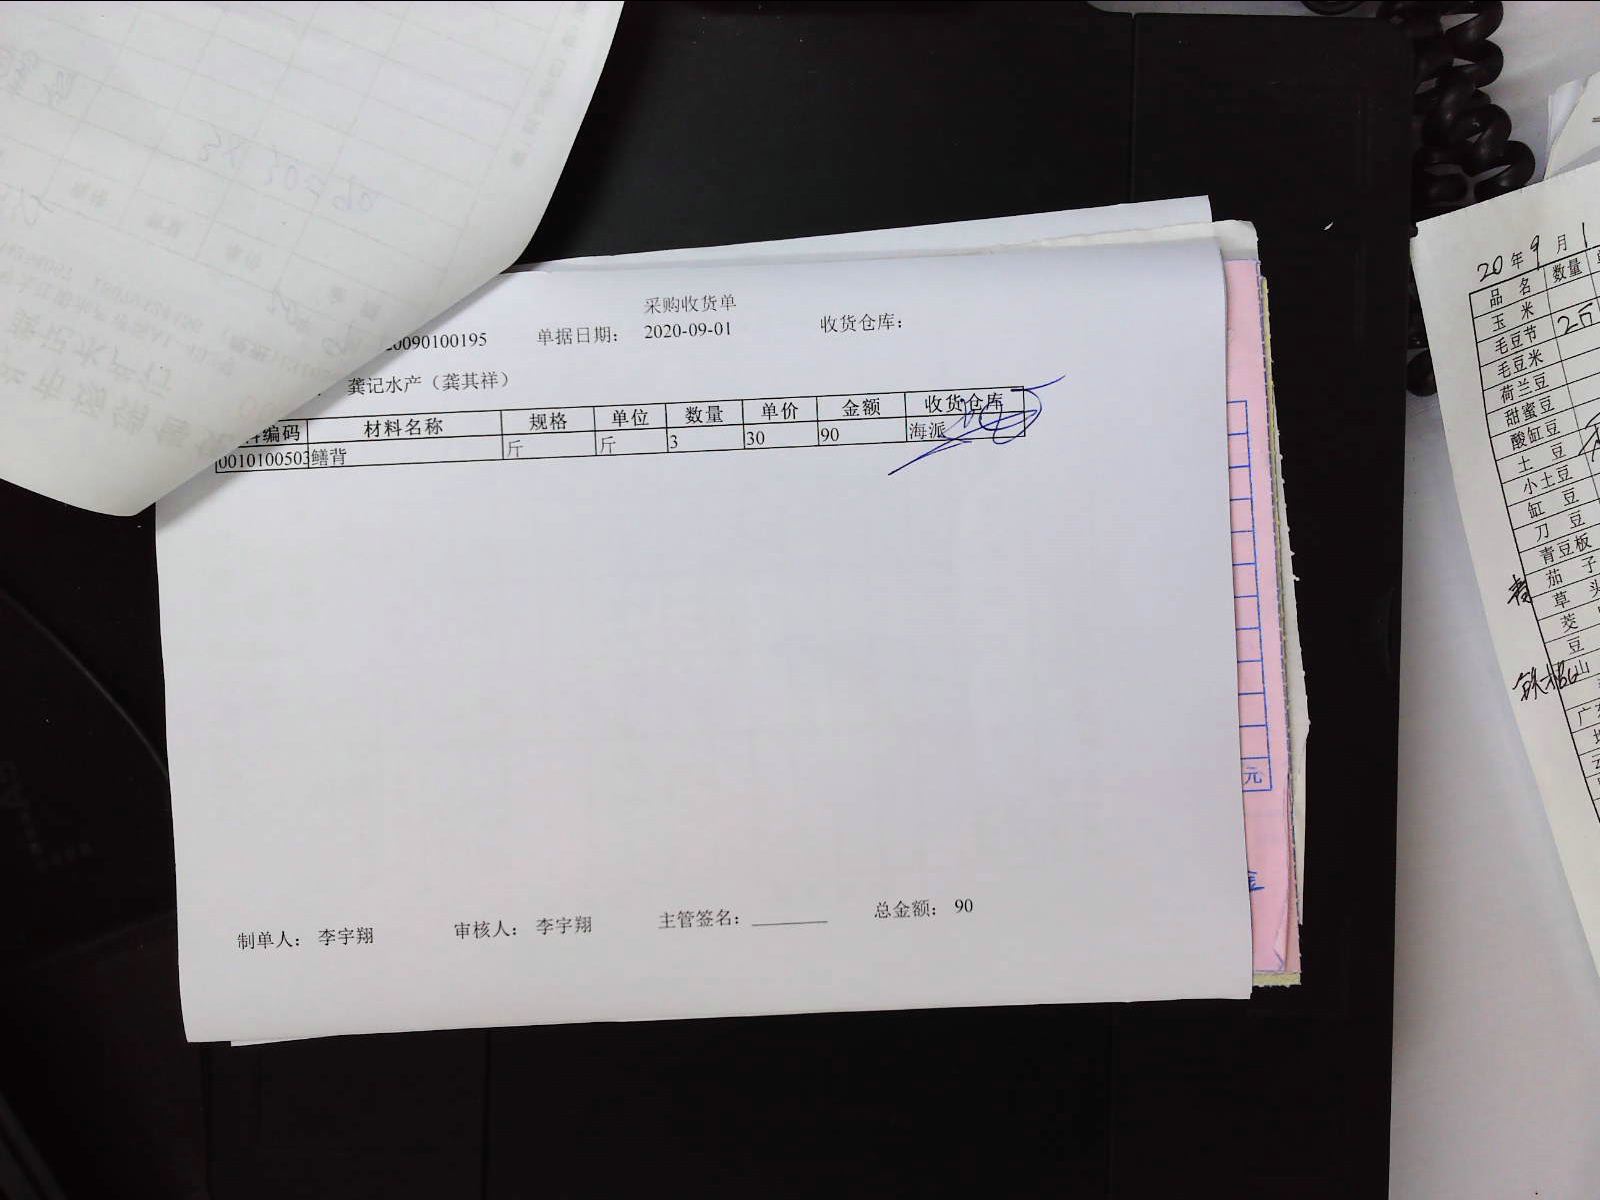 采购收货单
20090100195 单据日期： 2020-09-01 收货仓库：
龚记水产（龚其祥）
编码 材料名称 规格 单位 数量 单价 金额 收货仓库
0010100503 鳝背 斤 斤 3 30 90 海派
制单人： 李宇翔 审核人： 李宇翔 主管签名：________ 总金额： 90
元
20年9月1
品名 数量
玉米
毛豆节 2斤
毛豆米
荷兰豆
甜蜜豆
酸缸豆
土豆
小土豆
缸豆
刀豆
青豆板
茄子
草头
茭
豆
铁棍山